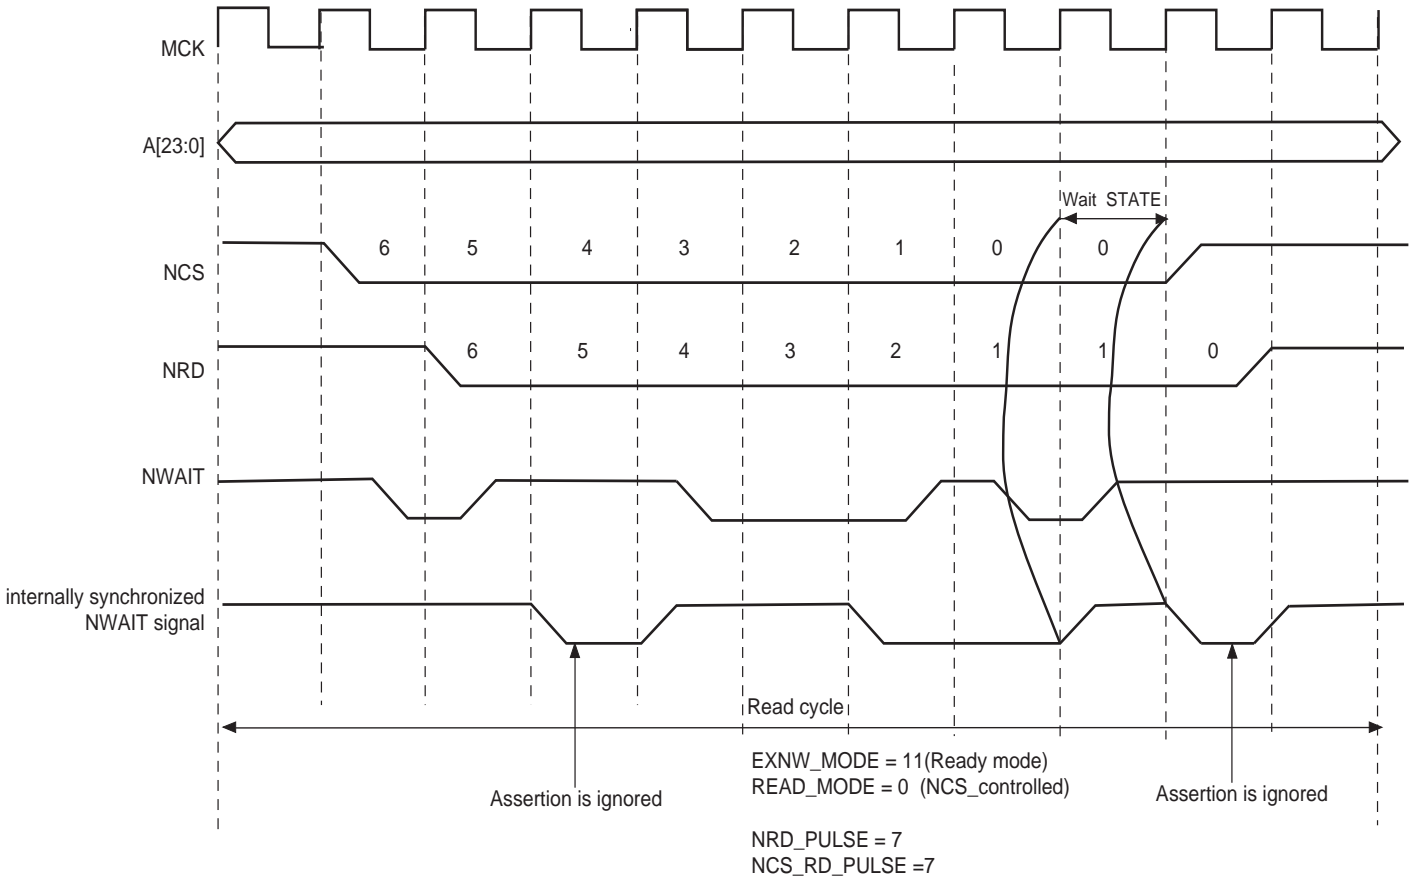 MCK
A[23:0]
Wait STATE
NCS
6 5 4 3 2 1 0 0
NRD
6 5 4 3 2 1 1 0
NWAIT
internally synchronized
NWAIT signal
Read cycle
EXNW_MODE = 11(Ready mode)
READ_MODE = 0 (NCS_controlled)
Assertion is ignored
Assertion is ignored
NRD_PULSE = 7
NCS_RD_PULSE =7